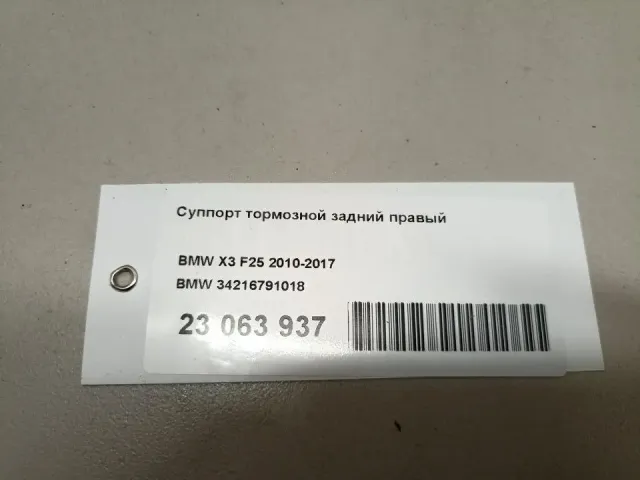 Суппорт тормозной задний правый
BMW X3 F25 2010-2017
BMW 34216791018
23 063 937